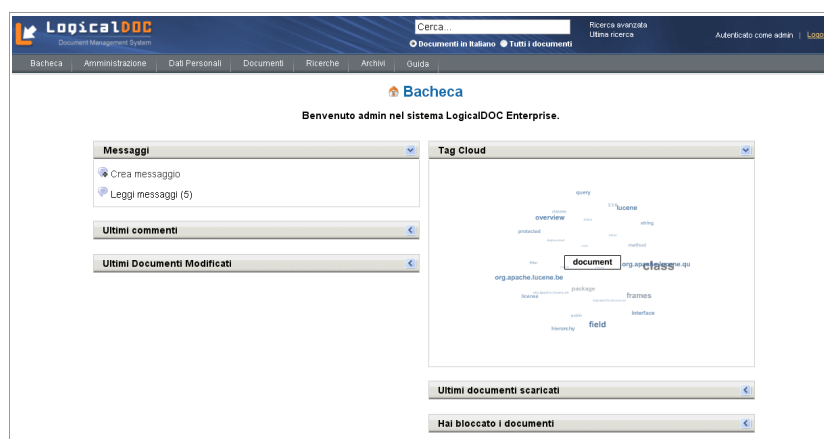 LogicalDOC
Document Management System
Cerca...
Documenti in Italiano Tutti i documenti
Ricerca avanzata
Ultima ricerca
Autenticato come admin |
Bacheca Amministrazione Dati Personali Documenti Ricerche Archivi Guida
Bacheca
Benvenuto admin nel sistema LogicalDOC Enterprise.
Messaggi
Crea messaggio
Leggi messaggi (5)
Ultimi commenti
Ultimi Documenti Modificati
Tag Cloud
query
lucene
overview
string
protected
method
document
class
org.apache.lucene.be
package
license
frames
interface
field
hierarchy
Ultimi documenti scaricati
Hai bloccato i documenti